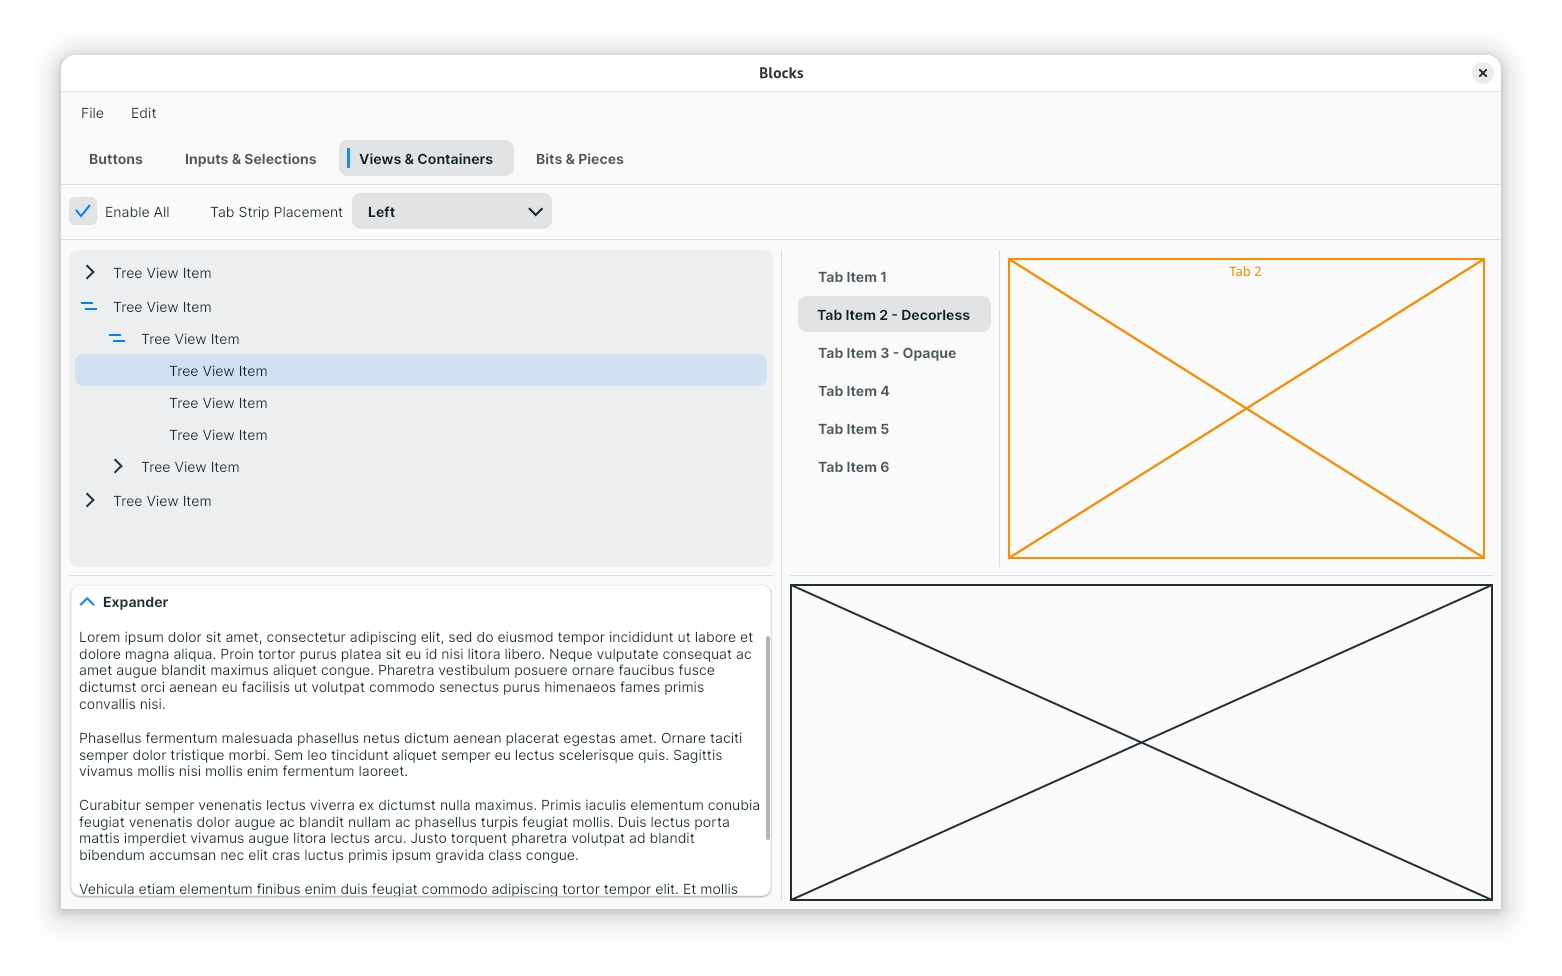 Blocks
File Edit
Buttons Inputs & Selections Views & Containers Bits & Pieces
Enable All Tab Strip Placement Left
Tree View Item
Tree View Item
Tree View Item
Tree View Item
Tree View Item
Tree View Item
Tree View Item
Tree View Item
Tab Item 1
Tab Item 2 - Decorless
Tab Item 3 - Opaque
Tab Item 4
Tab Item 5
Tab Item 6
Tab 2
Expander
Lorem ipsum dolor sit amet, consectetur adipiscing elit, sed do eiusmod tempor incididunt ut labore et
dolore magna aliqua. Proin tortor purus platea sit eu id nisi litora libero. Neque vulputate consequat ac
amet augue blandit maximus aliquet congue. Pharetra vestibulum posuere ornare faucibus fusce
dictumst orci aenean eu facilisis ut volutpat commodo senectus purus himenaeos fames primis
convallis nisi.
Phasellus fermentum malesuada phasellus netus dictum aenean placerat egestas amet. Ornare taciti
semper dolor tristique morbi. Sem leo tincidunt aliquet semper eu lectus scelerisque quis. Sagittis
vivamus mollis nisi mollis enim fermentum laoreet.
Curabitur semper venenatis lectus viverra ex dictumst nulla maximus. Primis iaculis elementum conubia
feugiat venenatis dolor augue ac blandit nullam ac phasellus turpis feugiat mollis. Duis lectus porta
mattis imperdiet vivamus augue litora lectus arcu. Justo torquent pharetra volutpat ad blandit
bibendum accumsan nec elit cras luctus primis ipsum gravida class congue.
Vehicula etiam elementum finibus enim duis feugiat commodo adipiscing tortor tempor elit. Et mollis